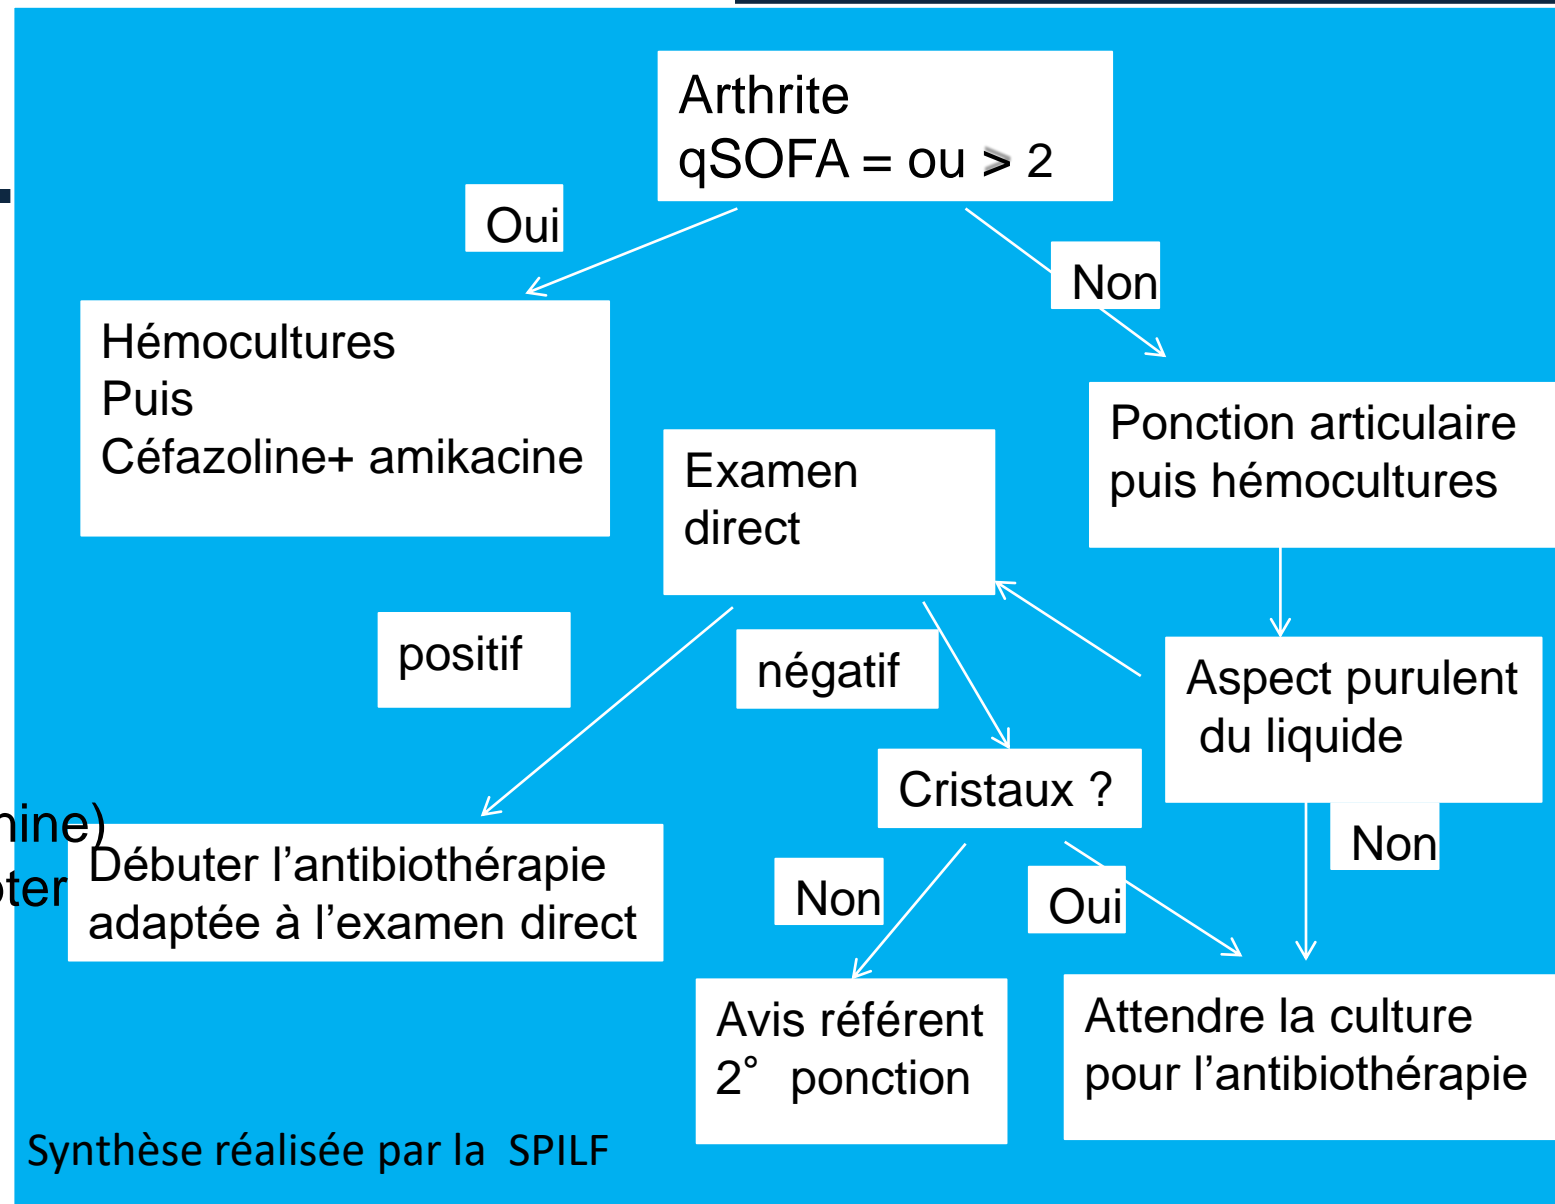 Arthrite
qSOFA = ou > 2
Oui
Non
Hémocultures
Puis
Céfazoline+ amikacine
Ponction articulaire
puis hémocultures
Examen
direct
positif
négatif
Aspect purulent
du liquide
Cristaux ?
Non
Débuter l’antibiothérapie
adaptée à l’examen direct
Non
Oui
Avis référent
2° ponction
Attendre la culture
pour l’antibiothérapie
Synthèse réalisée par la SPILF